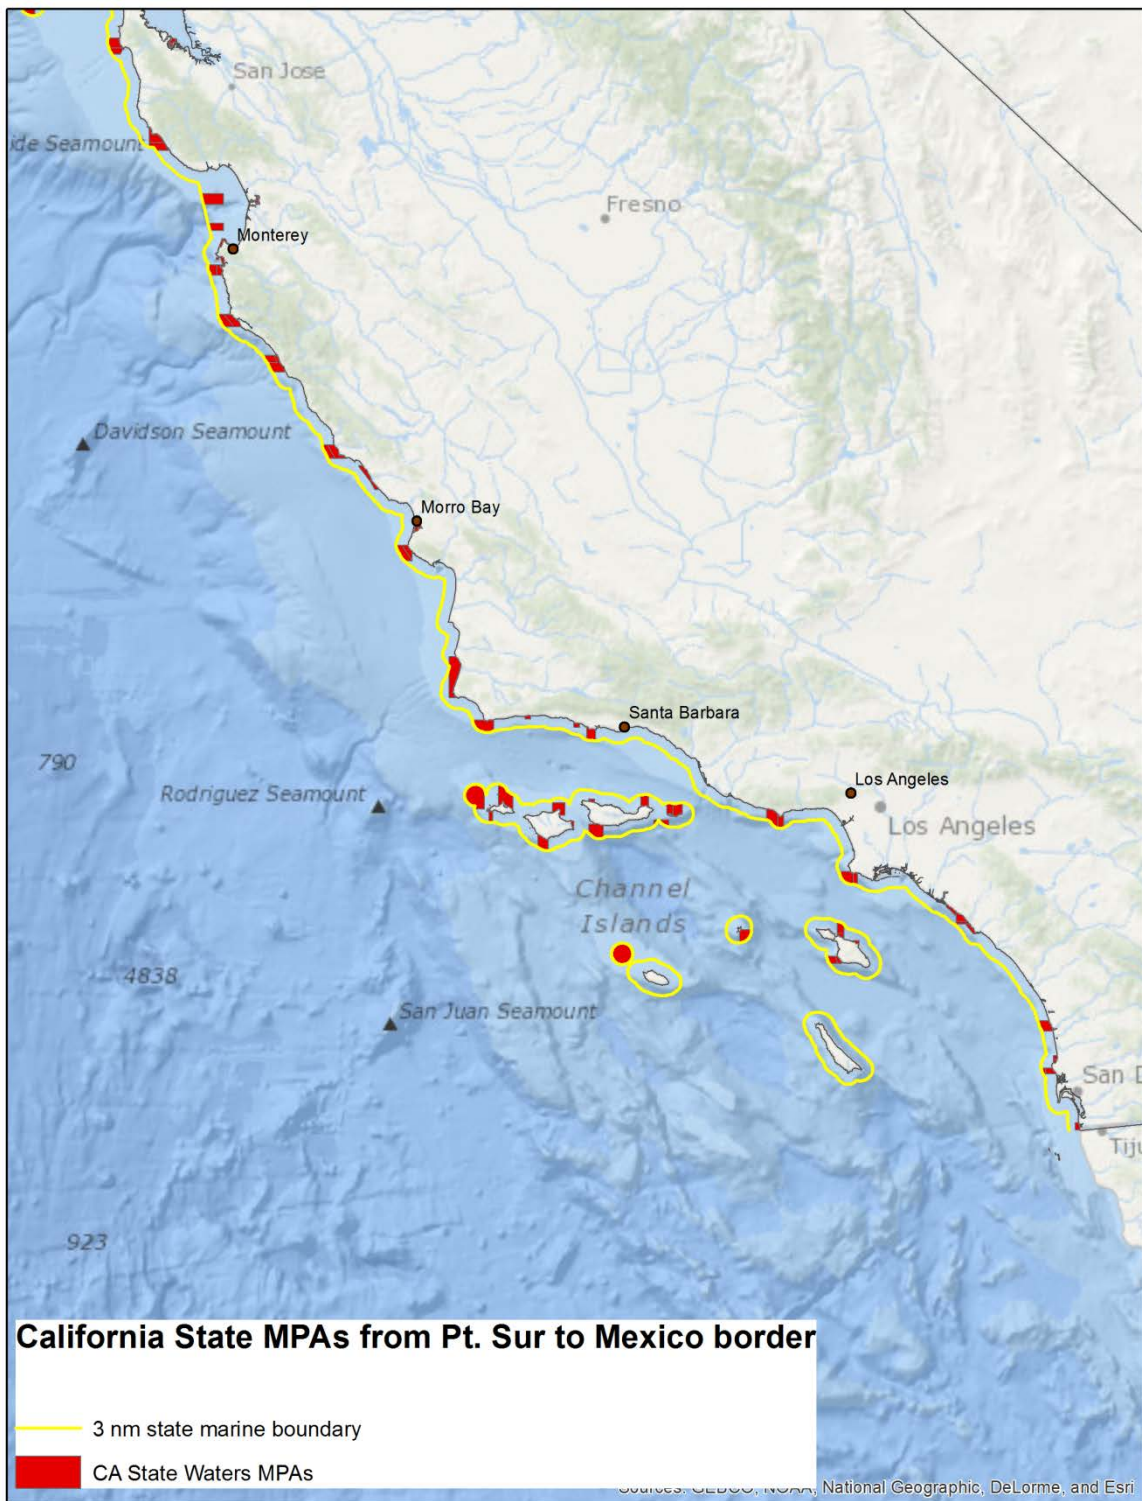 San Jose
ide Seamount
Fresno
Monterey
Davidson Seamount
Morro Bay
Santa Barbara
790
Rodriguez Seamount
Los Angeles
Los Angeles
Channel
Islands
4838
San Juan Seamount
San D
Tiju
923
California State MPAs from Pt. Sur to Mexico border
3 nm state marine boundary
CA State Waters MPAs
National Geographic, DeLorme, and Esri